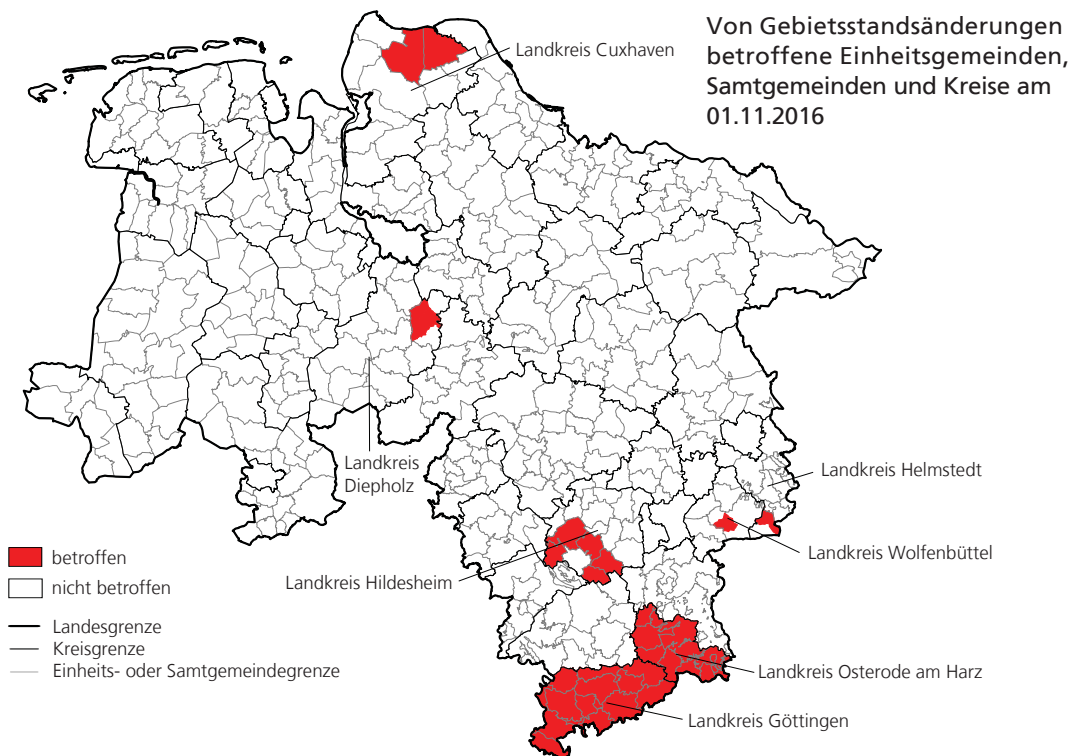 Von Gebietsstandsänderungen
betroffene Einheitsgemeinden,
Samtgemeinden und Kreise am
01.11.2016
Landkreis Cuxhaven
Landkreis
Diepholz
Landkreis Helmstedt
Landkreis Wolfenbüttel
Landkreis Hildesheim
betroffen
nicht betroffen
Landesgrenze
Kreisgrenze
Einheits- oder Samtgemeindegrenze
Landkreis Osterode am Harz
Landkreis Göttingen